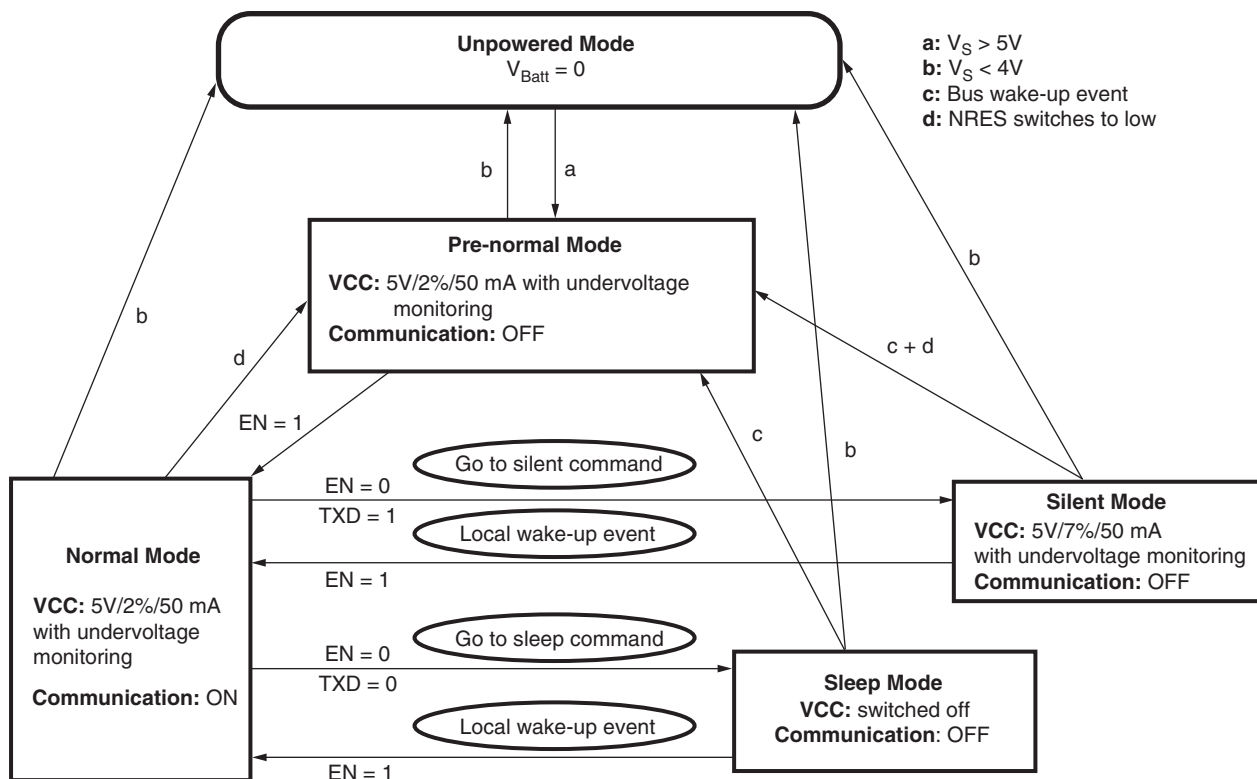 Unpowered Mode
V_Batt = 0
a: V_S > 5V
b: V_S < 4V
c: Bus wake-up event
d: NRES switches to low
b
a
Pre-normal Mode
VCC: 5V/2%/50 mA with undervoltage
monitoring
Communication: OFF
b
b
d
c + d
EN = 1
c
b
Go to silent command
EN = 0
TXD = 1
Local wake-up event
EN = 1
Silent Mode
VCC: 5V/7%/50 mA
with undervoltage monitoring
Communication: OFF
Normal Mode
VCC: 5V/2%/50 mA
with undervoltage
monitoring
Communication: ON
Go to sleep command
EN = 0
TXD = 0
Local wake-up event
EN = 1
Sleep Mode
VCC: switched off
Communication: OFF